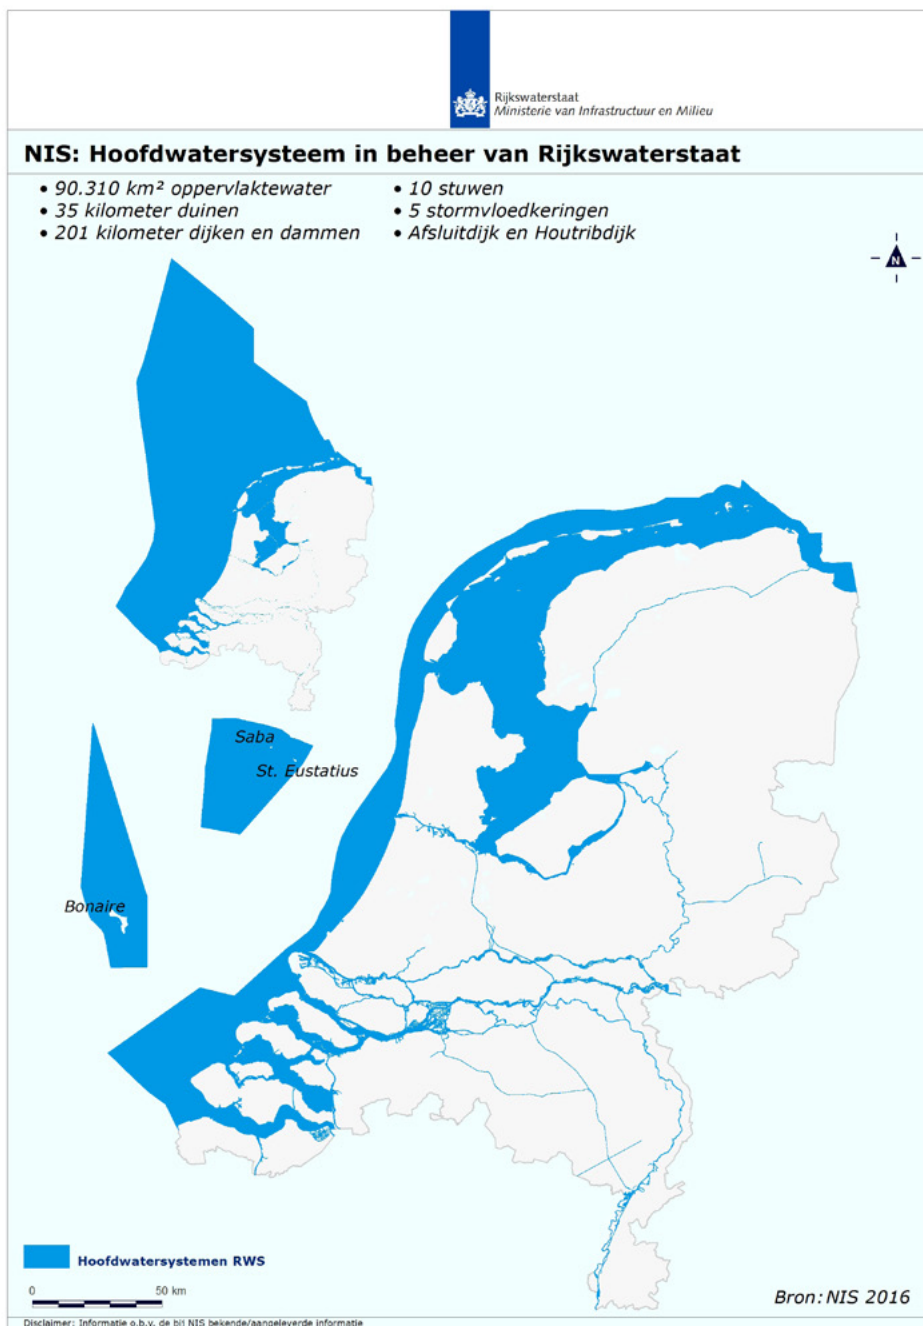 Rijkswaterstaat
Ministerie van Infrastructuur en Milieu
NIS: Hoofdwatersysteem in beheer van Rijkswaterstaat
• 90.310 km² oppervlaktewater
• 35 kilometer duinen
• 201 kilometer dijken en dammen
• 10 stuwen
• 5 stormvloedkeringen
• Afsluitdijk en Houtribdijk
N
Saba
St. Eustatius
Bonaire
Hoofdwatersystemen RWS
0 50 km
Bron: NIS 2016
Disclaimer: Informatie o.b.v. de bij NIS bekende/aangeleverde informatie